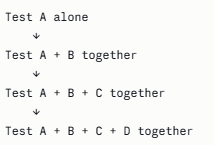 Test A alone
↓
Test A + B together
↓
Test A + B + C together
↓
Test A + B + C + D together